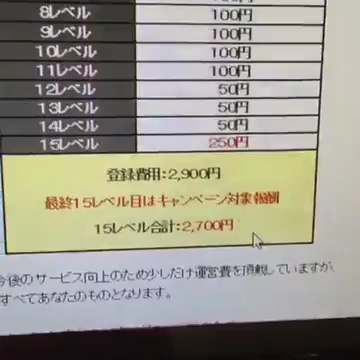 8レベル 100円
9レベル 100円
10レベル 100円
11レベル 100円
12レベル 50円
13レベル 50円
14レベル 50円
15レベル 250円
登録費用:2,900円
最終15レベル目はキャンペーン対象報酬
15レベル合計:2,700円
今後のサービス向上のため少しだけ運営費を頂戴していますが、
すべてあなたのものとなります。